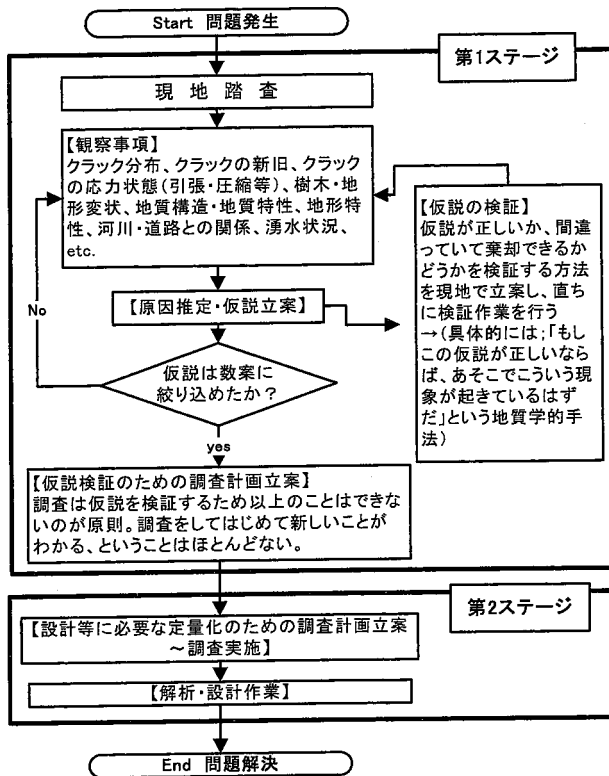 Start 問題発生
第1ステージ
現 地 踏 査
【観察事項】
クラック分布、クラックの新旧、クラック
の応力状態(引張・圧縮等)、樹木・地
形変状、地質構造・地質特性、地形特
性、河川・道路との関係、湧水状況、
etc.
【仮説の検証】
仮説が正しいか、間違
っていて棄却できるか
どうかを検証する方法
を現地で立案し、直ち
に検証作業を行う
→(具体的には;「もし
この仮説が正しいなら
ば、あそこでこういう現
象が起きているはず
だ」という地質学的手
法)
No
【原因推定・仮説立案】
仮説は数案に
絞り込めたか?
yes
【仮説検証のための調査計画立案】
調査は仮説を検証するため以上のことはできな
いのが原則。調査をしてはじめて新しいことが
わかる、ということはほとんどない。
第2ステージ
【設計等に必要な定量化のための調査計画立案
~調査実施】
【解析・設計作業】
End 問題解決